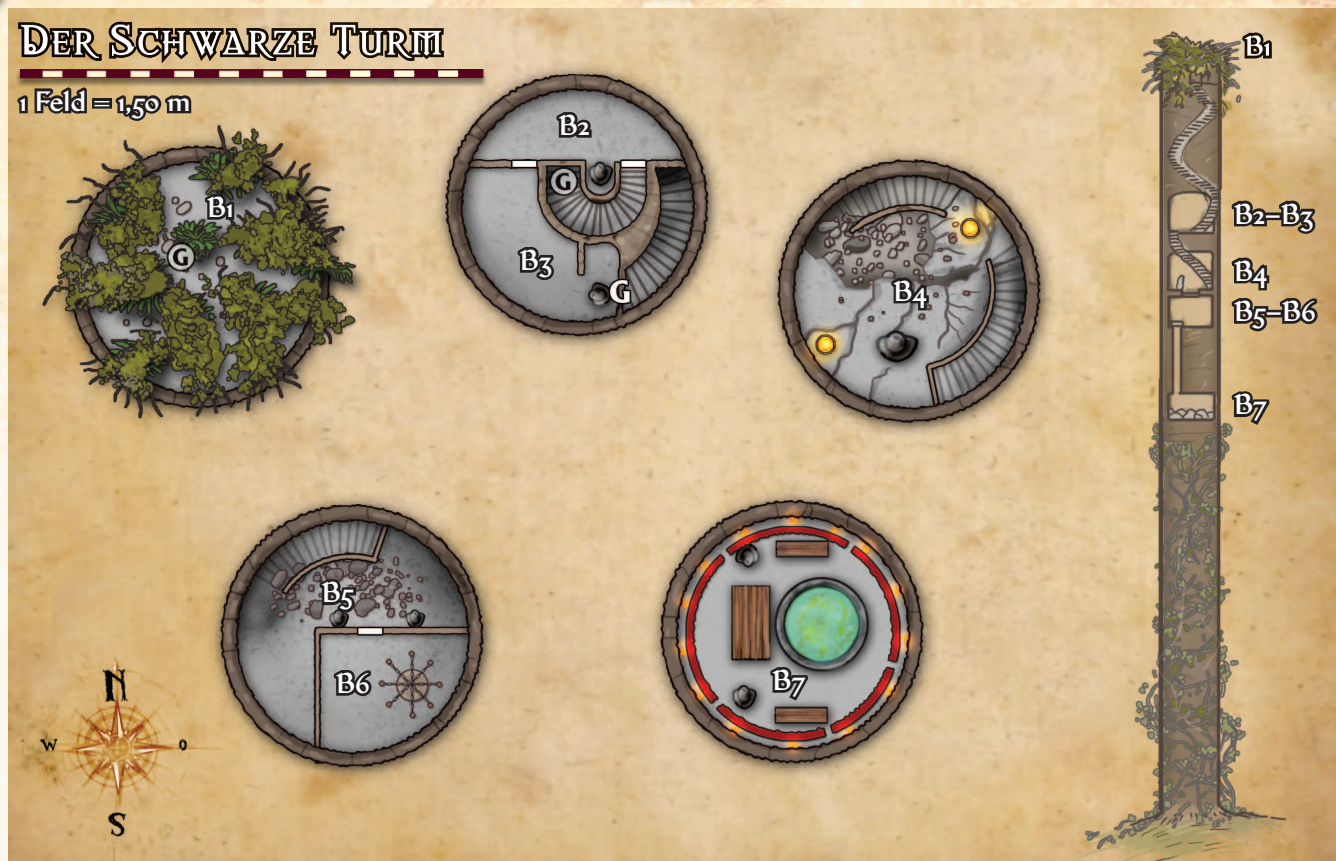 Der Schwarze Turm
1 Feld = 1,50 m
B1
G
B2
G
B3
G
B4
B5
B6
B7
B1
B2–B3
B4
B5–B6
B7
N
W
O
S